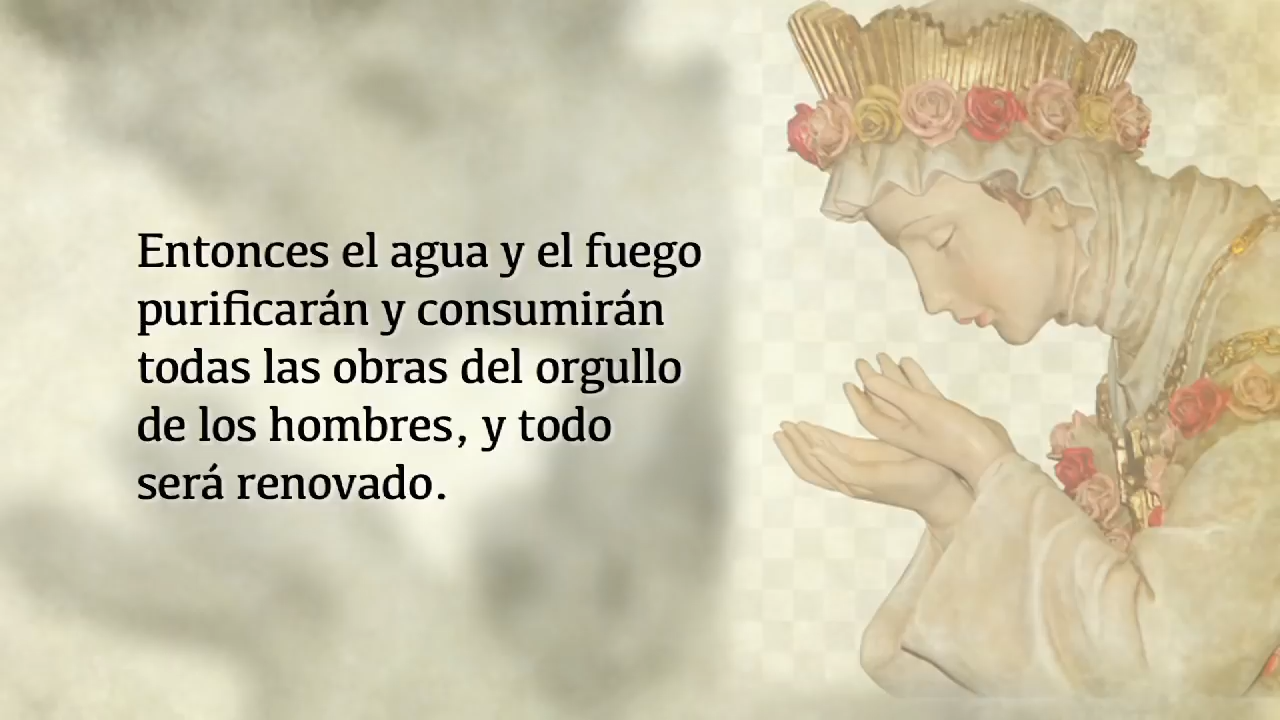 Entonces el agua y el fuego
purificarán y consumirán
todas las obras del orgullo
de los hombres, y todo
será renovado.